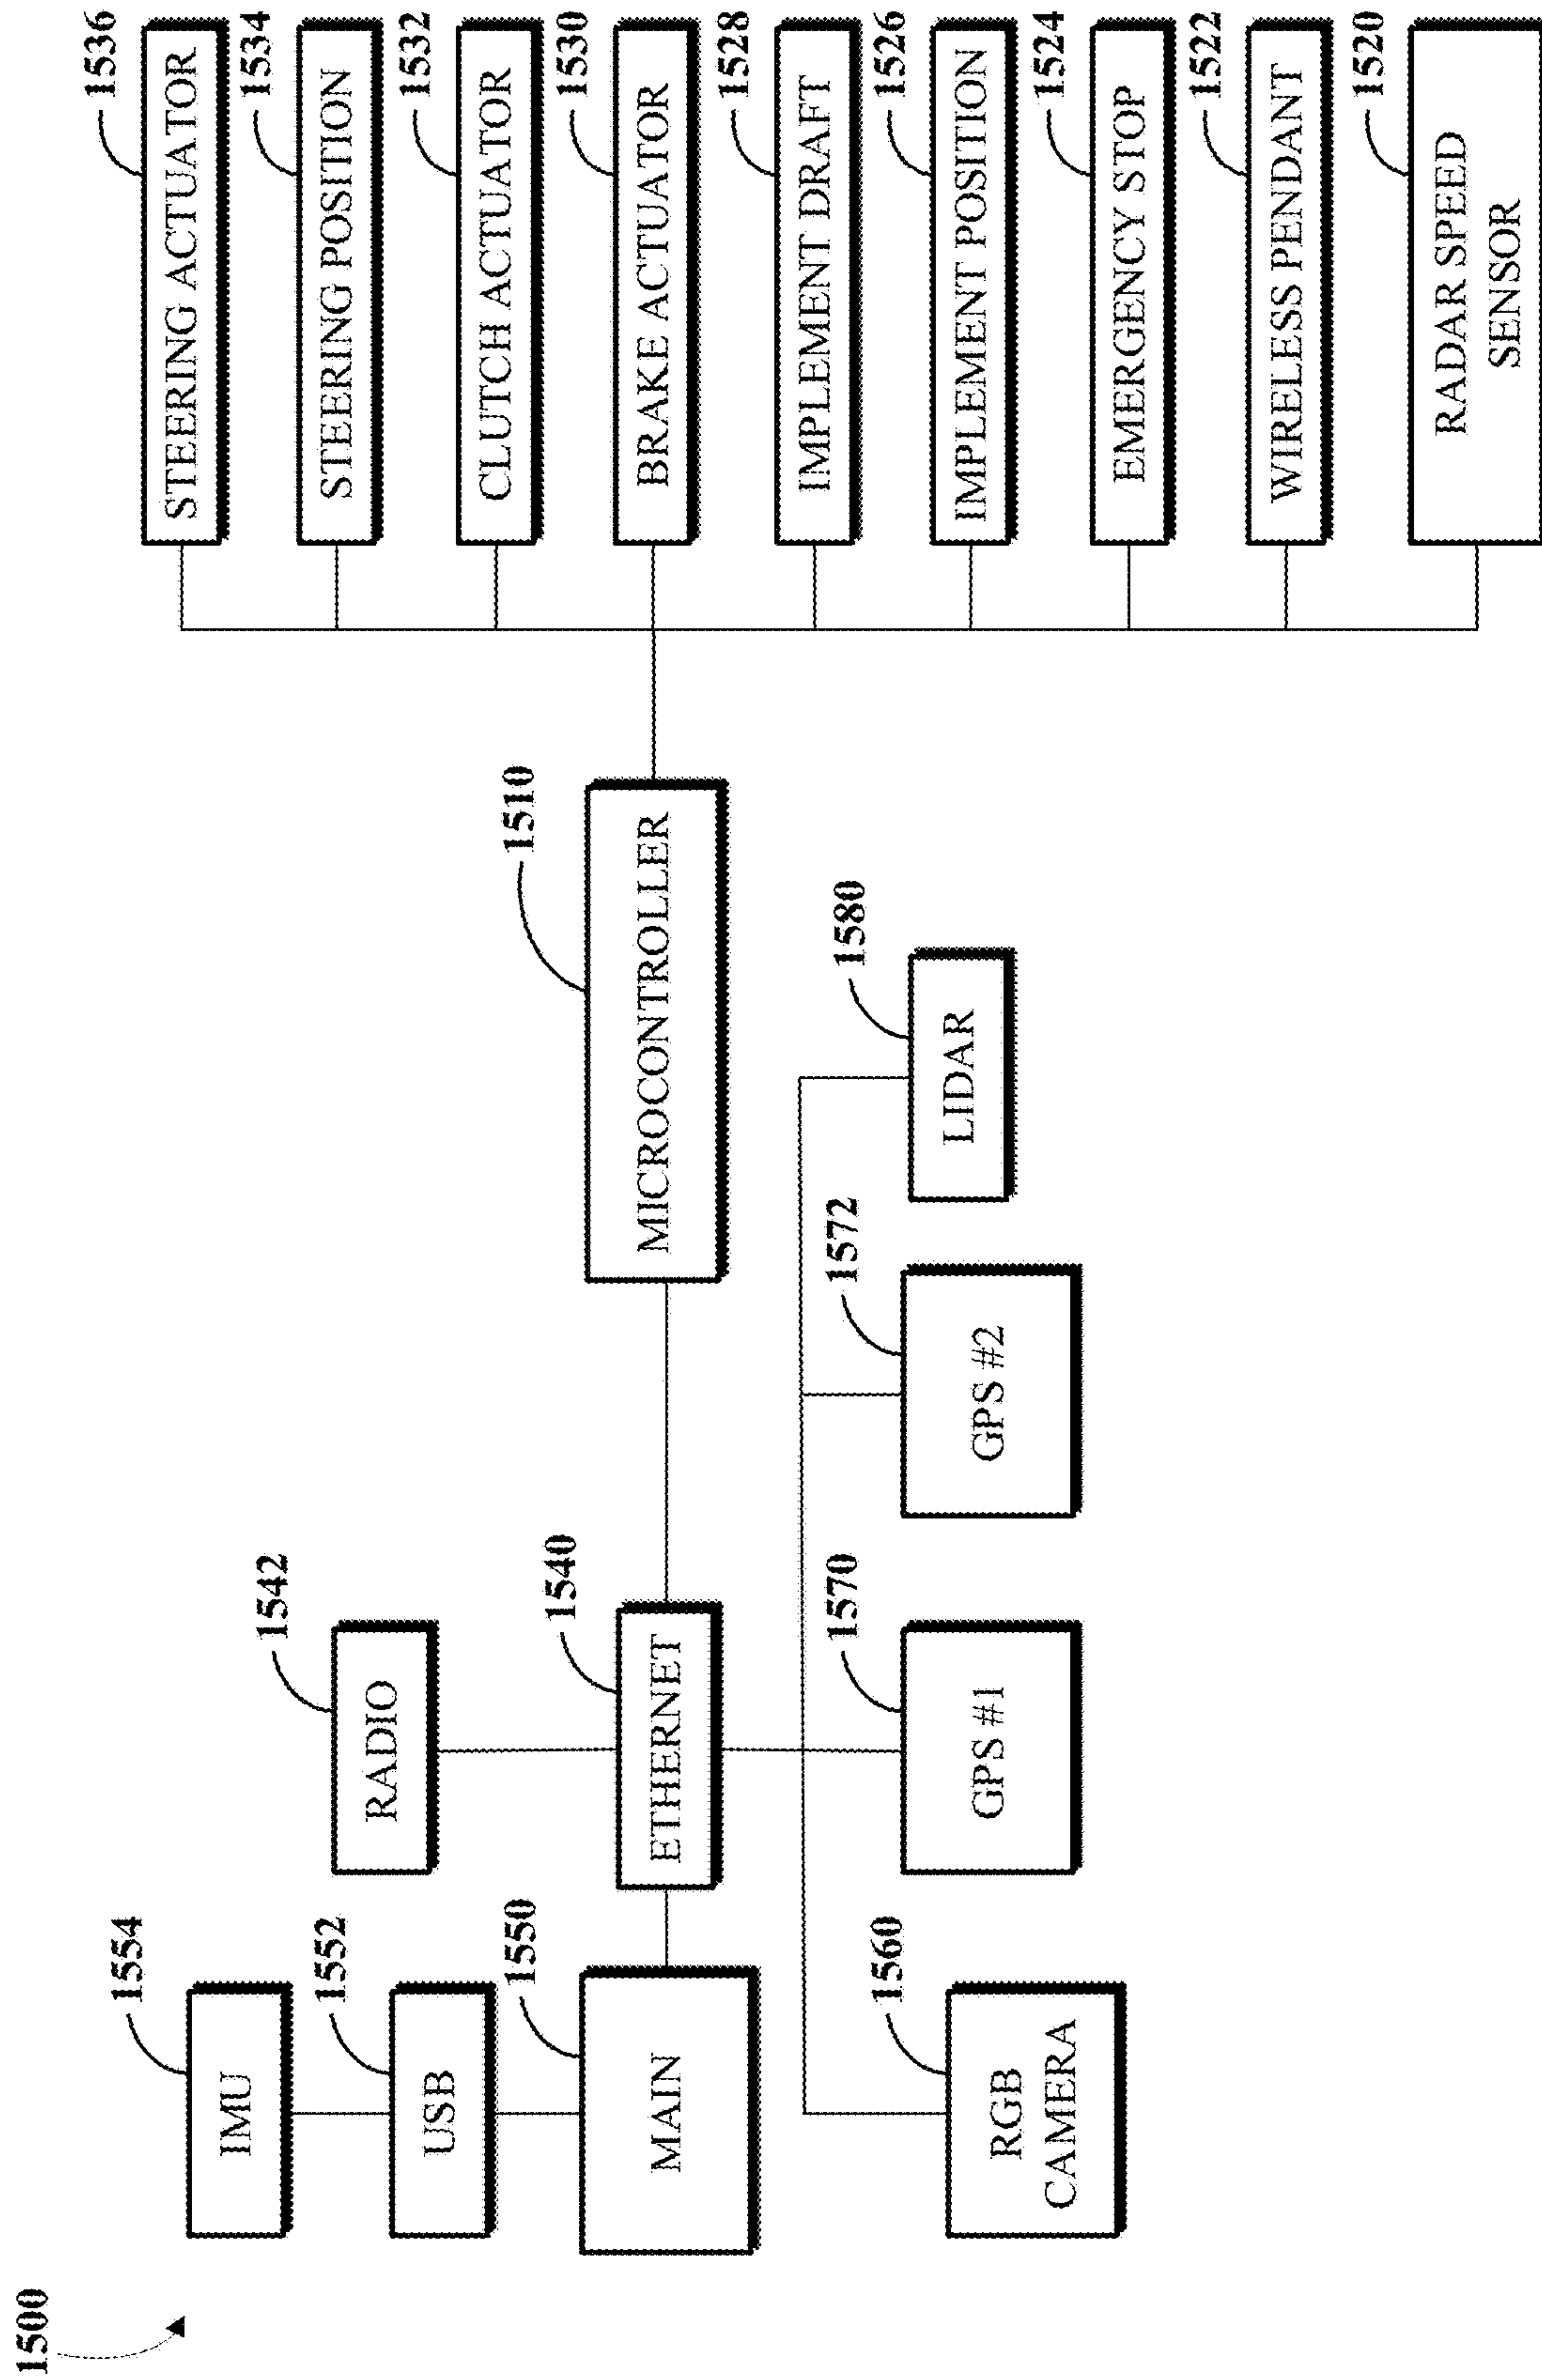 1500
IMU
1554
USB
1552
MAIN
1550
RADIO
1542
ETHERNET
1540
RGB
CAMERA
1560
GPS #1
1570
GPS #2
1572
LIDAR
1580
MICROCONTROLLER
1510
STEERING ACTUATOR
1536
STEERING POSITION
1534
CLUTCH ACTUATOR
1532
BRAKE ACTUATOR
1530
IMPLEMENT DRAFT
1528
IMPLEMENT POSITION
1526
EMERGENCY STOP
1524
WIRELESS PENDANT
1522
RADAR SPEED
SENSOR
1520